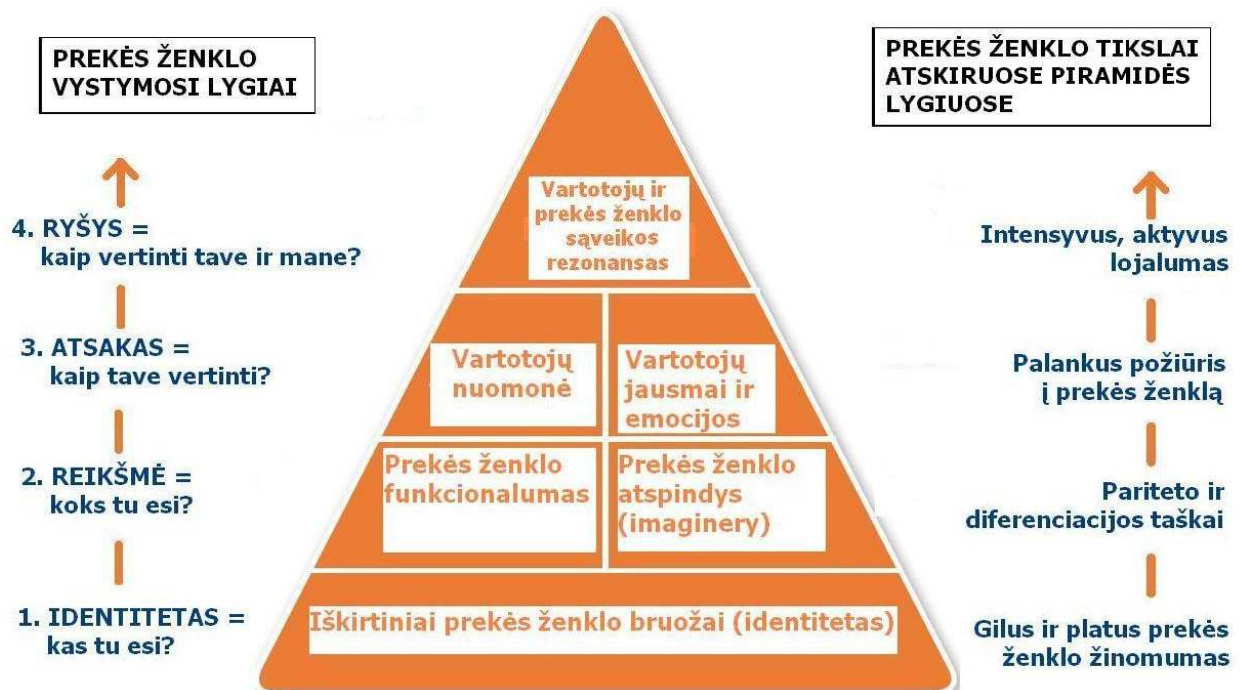 PREKĖS ŽENKLO
VYSTYMOSI LYGIAI
4. RYŠYS =
kaip vertinti tave ir mane?
3. ATSAKAS =
kaip tave vertinti?
2. REIKŠMĖ =
koks tu esi?
1. IDENTITETAS =
kas tu esi?
Vartotojų ir
prekės ženklo
sąveikos
rezonansas
Vartotojų
nuomonė
Vartotojų
jausmai ir
emocijos
Prekės ženklo
funkcionalumas
Prekės ženklo
atspindys
(imaginery)
Iškirtiniai prekės ženklo bruožai (identitetas)
PREKĖS ŽENKLO TIKSLAI
ATSKIRUOSE PIRAMIDĖS
LYGIUOSE
Intensyvus, aktyvus
lojalumas
Palankus požiūris
į prekės ženklą
Pariteto ir
diferenciacijos taškai
Gilus ir platus prekės
ženklo žinomumas